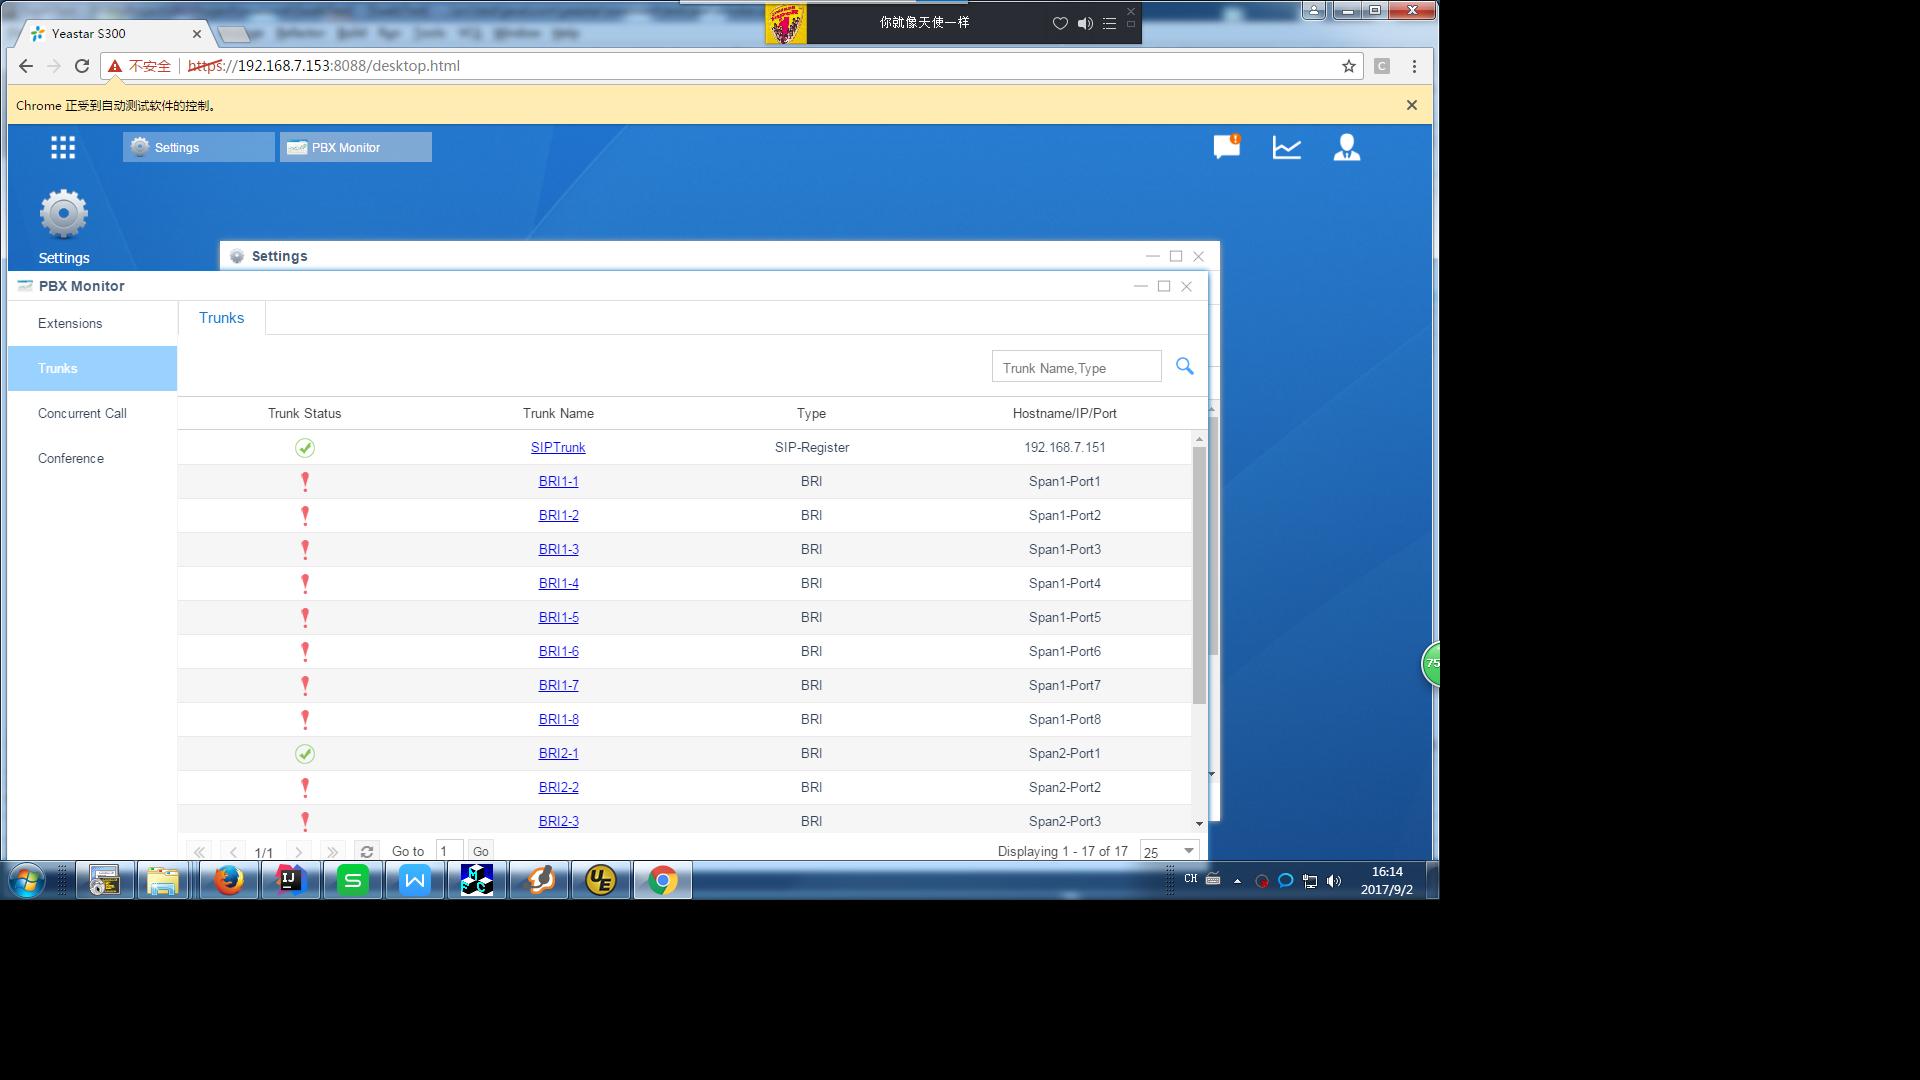 Yeastar S300
你就像天使一样
不安全
https://192.168.7.153:8088/desktop.html
Chrome 正受到自动测试软件的控制。
Settings
PBX Monitor
Settings
Settings
PBX Monitor
Extensions
Trunks
Concurrent Call
Conference
Trunks
Trunk Name,Type
Trunk Status Trunk Name Type Hostname/IP/Port
SIPTrunk SIP-Register 192.168.7.151
BRI1-1 BRI Span1-Port1
BRI1-2 BRI Span1-Port2
BRI1-3 BRI Span1-Port3
BRI1-4 BRI Span1-Port4
BRI1-5 BRI Span1-Port5
BRI1-6 BRI Span1-Port6
BRI1-7 BRI Span1-Port7
BRI1-8 BRI Span1-Port8
BRI2-1 BRI Span2-Port1
BRI2-2 BRI Span2-Port2
BRI2-3 BRI Span2-Port3
1/1 Go to 1 Go Displaying 1 - 17 of 17 25
75
CH
16:14
2017/9/2